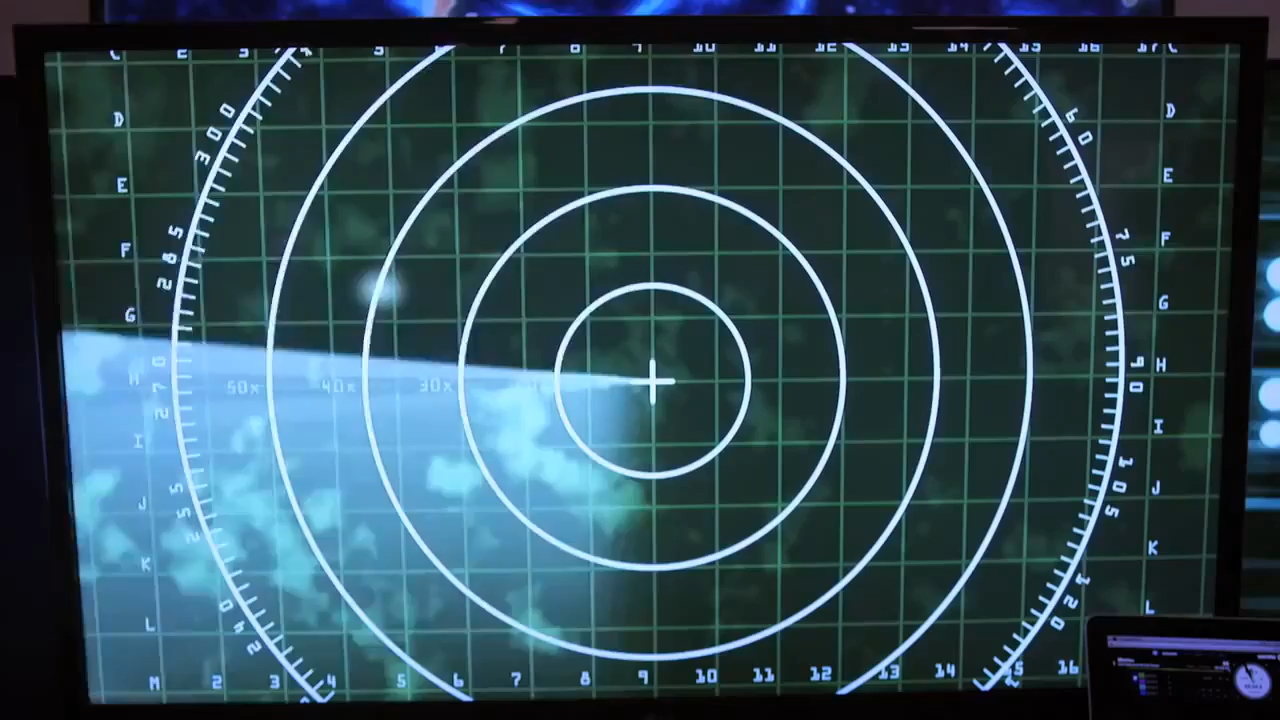 C 2 3 4 5 6 7 8 9 10 11 12 13 14 15 16 17 C
D D
300 60
E E
F 285 75 F
G G
H 270 50x 40x 30x 90 H
I I
J 255 105 J
K K
L 240 120 L
M 2 3 4 5 6 7 8 9 10 11 12 13 14 15 16